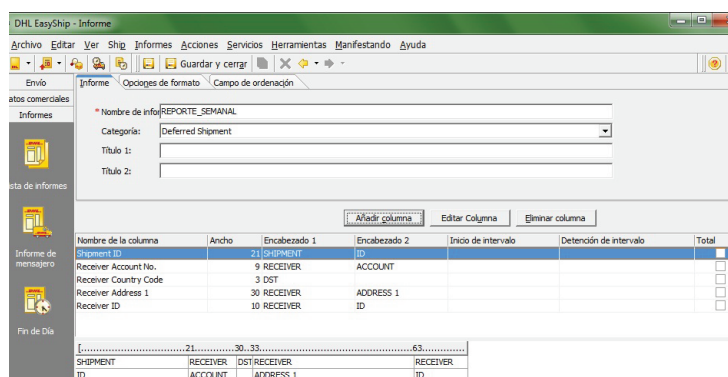 DHL EasyShip - Informe
Archivo Editar Ver Ship Informes Acciones Servicios Herramientas Manifestando Ayuda
Guardar y cerrar
Envío
atos comerciales
Informes
ista de informes
Informe de
mensajero
Fin de Día
Informe Opciones de formato Campo de ordenación
* Nombre de infor REPORTE_SEMANAL
Categoría: Deferred Shipment
Título 1:
Título 2:
Añadir columna Editar Columna Eliminar columna
Nombre de la columna Ancho Encabezado 1 Encabezado 2 Inicio de intervalo Detención de intervalo Total
Shipment ID 21 SHIPMENT ID
Receiver Account No. 9 RECEIVER ACCOUNT
Receiver Country Code 3 DST
Receiver Address 1 30 RECEIVER ADDRESS 1
Receiver ID 10 RECEIVER ID
[.................................21.............30..33.............................................63..............
SHIPMENT RECEIVER DST RECEIVER RECEIVER
ID ACCOUNT ADDRESS 1 ID